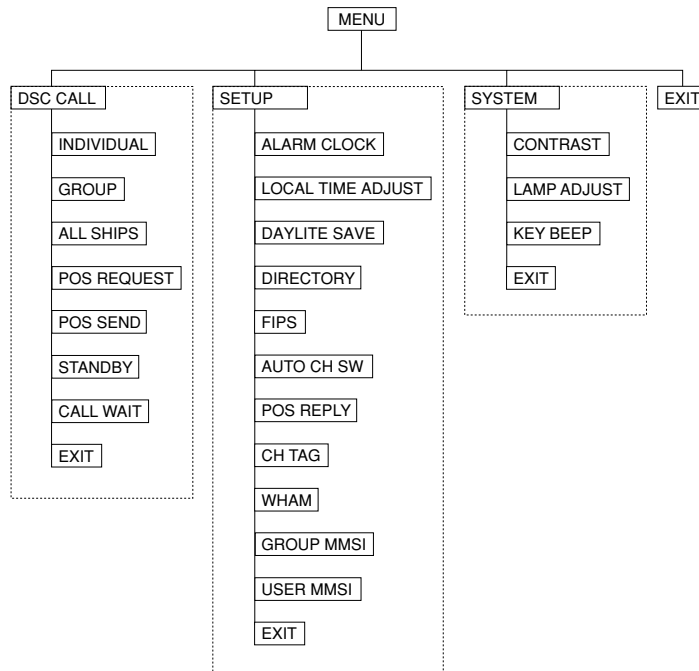 MENU
DSC CALL
INDIVIDUAL
GROUP
ALL SHIPS
POS REQUEST
POS SEND
STANDBY
CALL WAIT
EXIT
SETUP
ALARM CLOCK
LOCAL TIME ADJUST
DAYLITE SAVE
DIRECTORY
FIPS
AUTO CH SW
POS REPLY
CH TAG
WHAM
GROUP MMSI
USER MMSI
EXIT
SYSTEM
CONTRAST
LAMP ADJUST
KEY BEEP
EXIT
EXIT